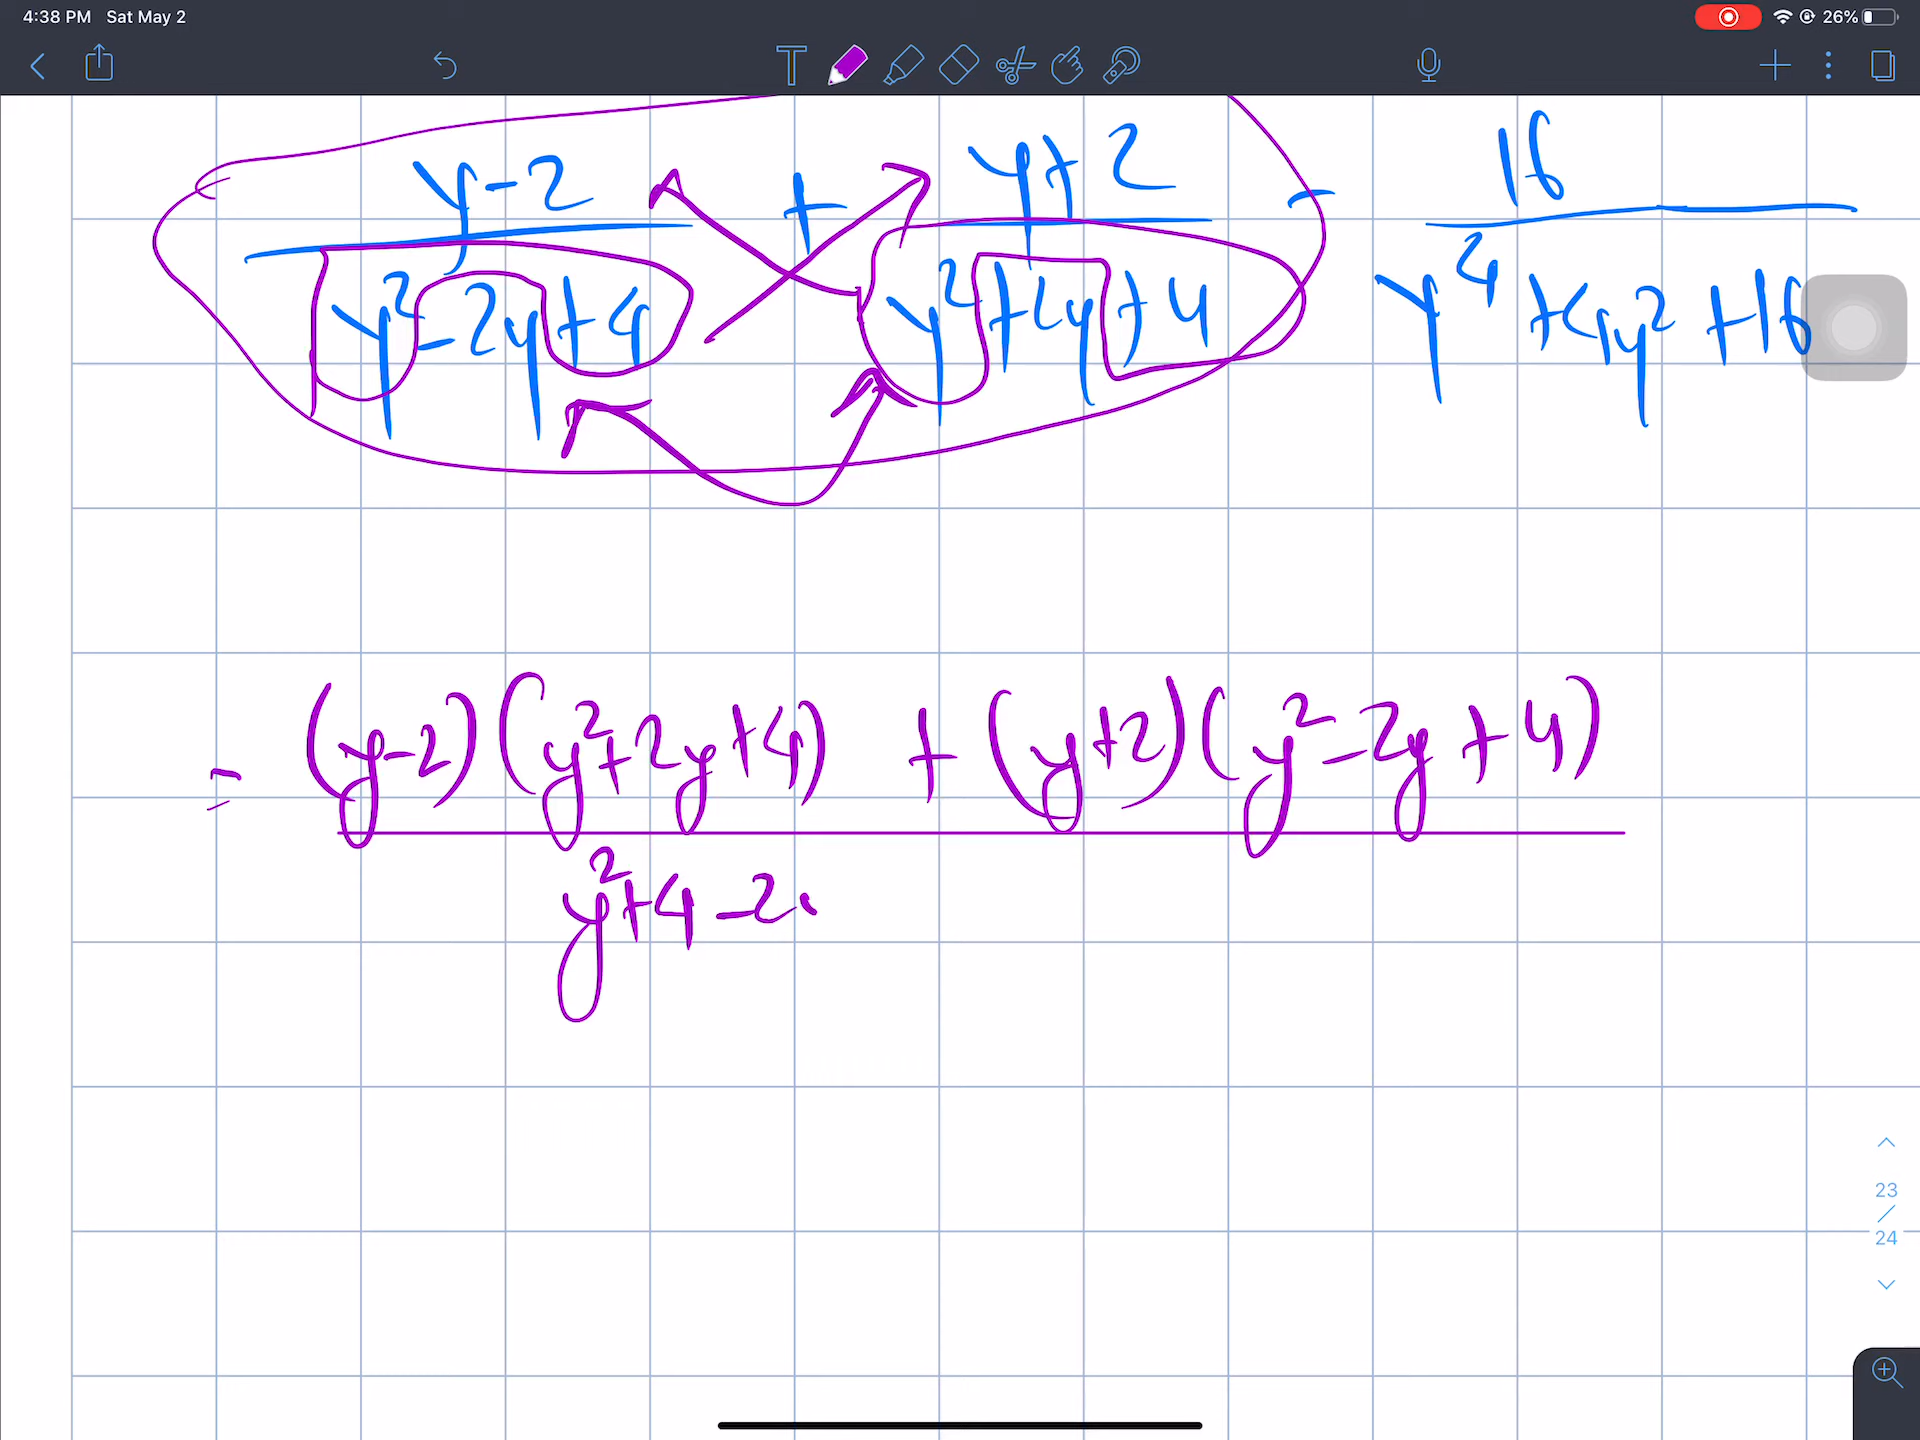 4:38 PM Sat May 2
26%
T
y-2 + y+2 - 16
y²-2y+4 y²+2y+4 y⁴+4y²+16
= (y-2)(y²+2y+4) + (y+2)(y²-2y+4)
y²+4-2
23
/
24